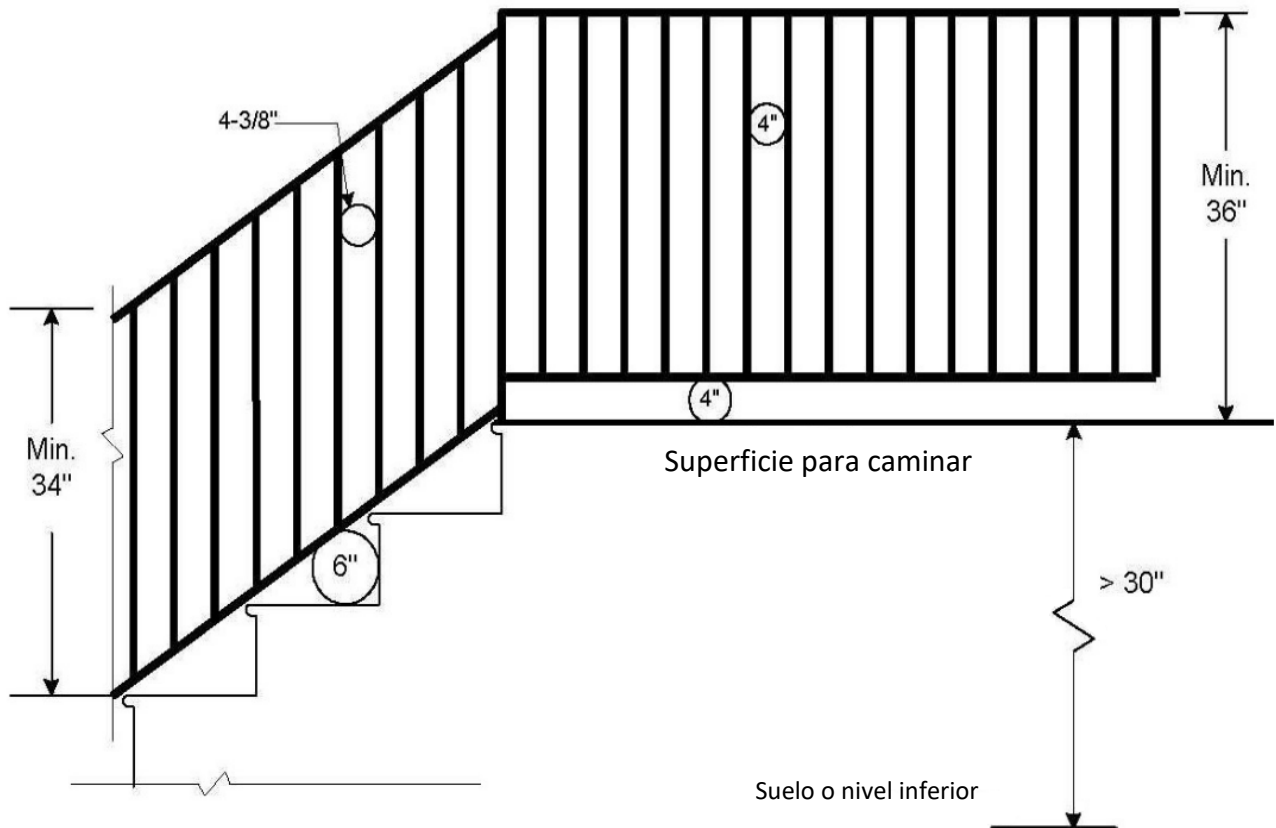 4-3/8"
4"
Min.
36"
4"
Min.
34"
Superficie para caminar
6"
> 30"
Suelo o nivel inferior